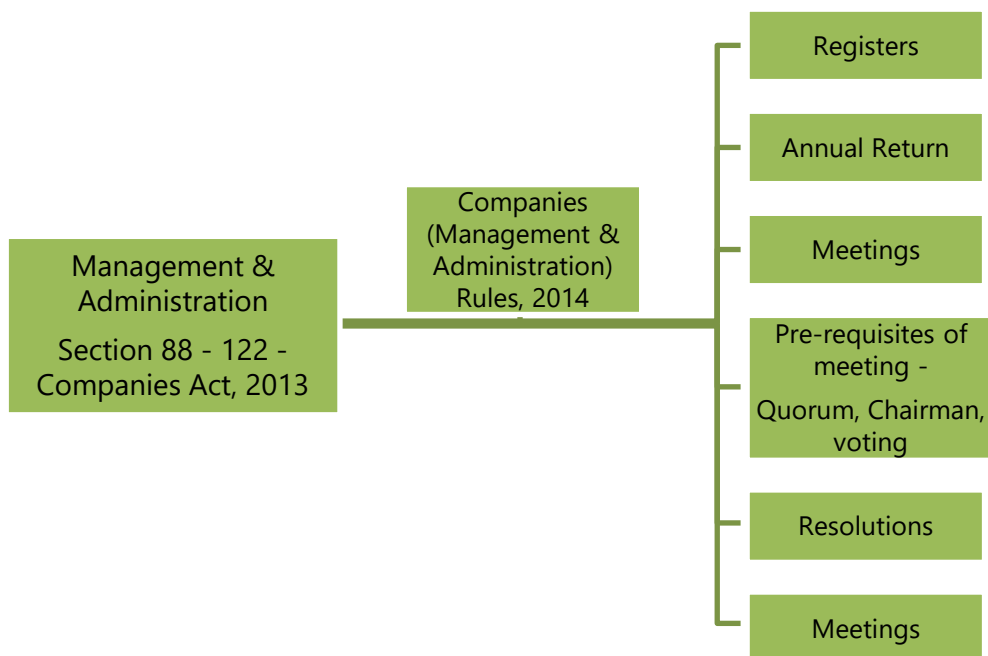 Management &
Administration
Section 88 - 122 -
Companies Act, 2013
Companies
(Management &
Administration)
Rules, 2014
Registers
Annual Return
Meetings
Pre-requisites of
meeting -
Quorum, Chairman,
voting
Resolutions
Meetings